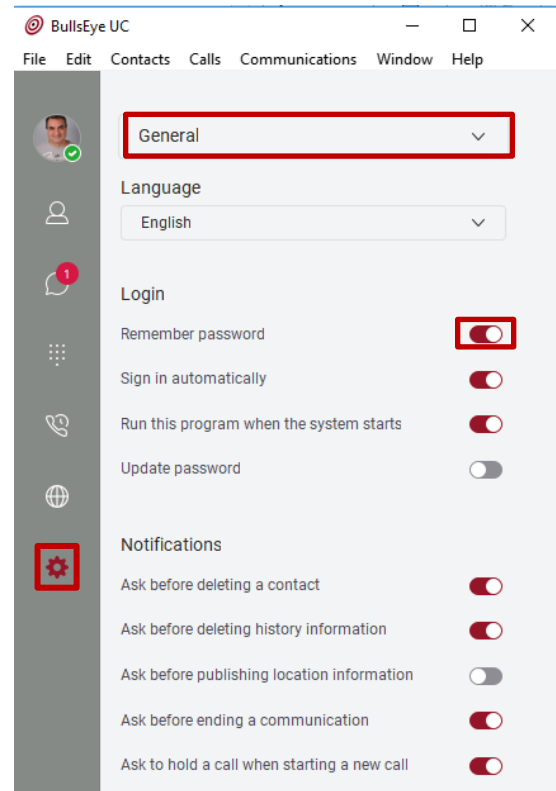 BullsEye UC
File Edit Contacts Calls Communications Window Help
General
Language
English
1
Login
Remember password
Sign in automatically
Run this program when the system starts
Update password
Notifications
Ask before deleting a contact
Ask before deleting history information
Ask before publishing location information
Ask before ending a communication
Ask to hold a call when starting a new call